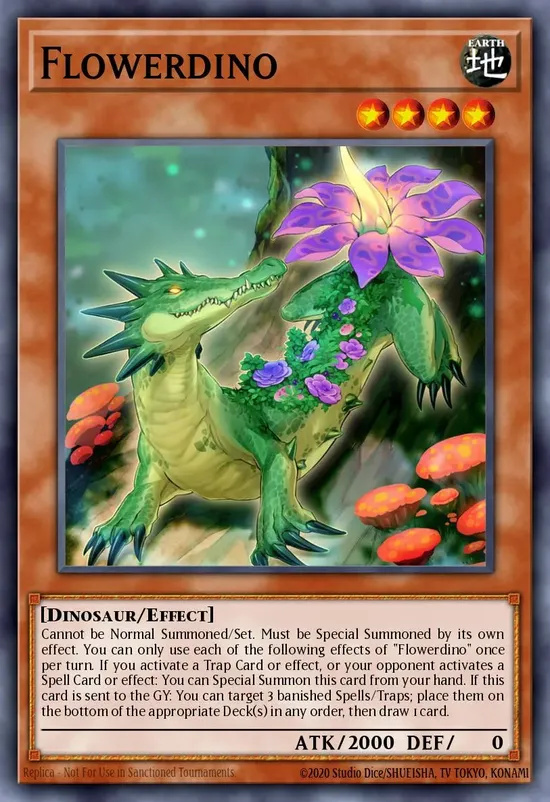 FLOWERDINO
EARTH
地
[DINOSAUR/EFFECT]
Cannot be Normal Summoned/Set. Must be Special Summoned by its own
effect. You can only use each of the following effects of "Flowerdino" once
per turn. If you activate a Trap Card or effect, or your opponent activates a
Spell Card or effect: You can Special Summon this card from your hand. If this
card is sent to the GY: You can target 3 banished Spells/Traps; place them on
the bottom of the appropriate Deck(s) in any order, then draw 1 card.
ATK/2000 DEF/ 0
Replica - Not For Use in Sanctioned Tournaments
©2020 Studio Dice/SHUEISHA, TV TOKYO, KONAMI